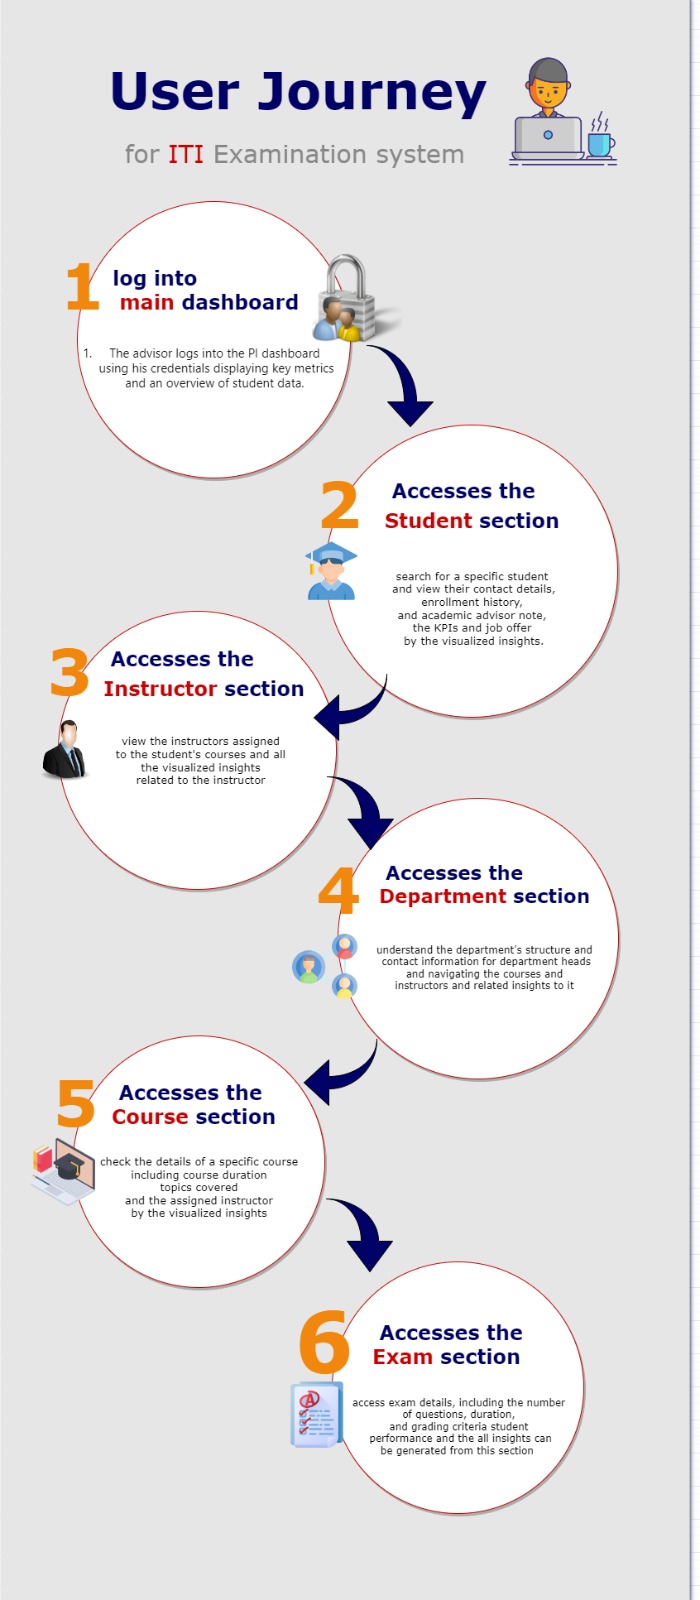 User Journey
for ITI Examination system
1
log into
main dashboard
1. The advisor logs into the PI dashboard
using his credentials displaying key metrics
and an overview of student data.
2
Accesses the
Student section
search for a specific student
and view their contact details,
enrollment history,
and academic advisor note,
the KPIs and job offer
by the visualized insights.
3
Accesses the
Instructor section
view the instructors assigned
to the student's courses and all
the visualized insights
related to the instructor
4
Accesses the
Department section
understand the department's structure and
contact information for department heads
and navigating the courses and
instructors and related insights to it
5
Accesses the
Course section
check the details of a specific course
including course duration
topics covered
and the assigned instructor
by the visualized insights
6
Accesses the
Exam section
A
access exam details, including the number
of questions, duration,
and grading criteria student
performance and the all insights can
be generated from this section